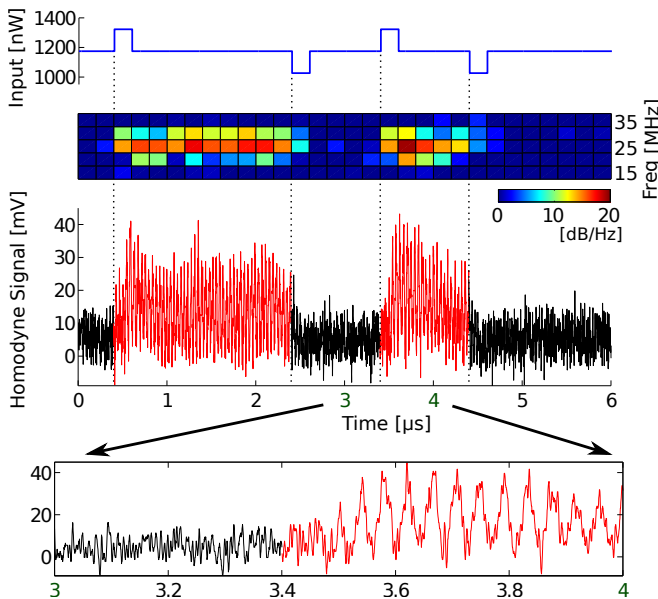 Input [nW]
1400
1200
1000
35
25
15
Freq [MHz]
0 10 20
[dB/Hz]
Homodyne Signal [mV]
40
30
20
10
0
0 1 2 3 4 5 6
Time [μs]
40
20
0
3 3.2 3.4 3.6 3.8 4